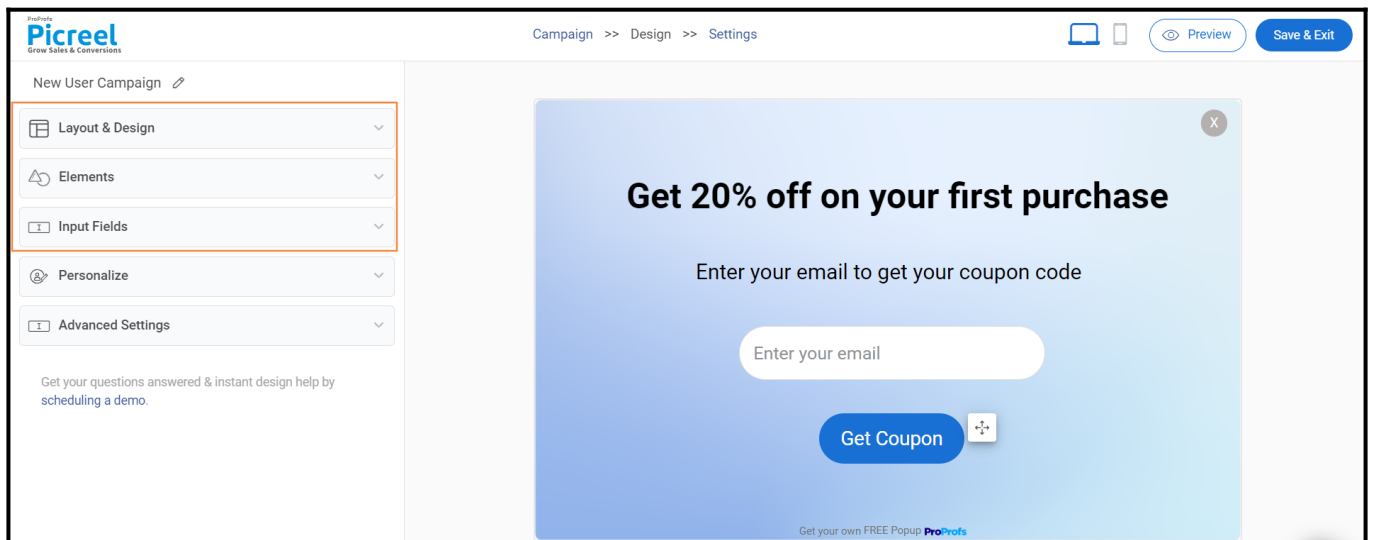 ProProfs
Picreel
Grow Sales & Conversions
Campaign >> Design >> Settings
Preview
Save & Exit
New User Campaign
Layout & Design
Elements
Input Fields
Personalize
Advanced Settings
Get your questions answered & instant design help by
scheduling a demo.
X
Get 20% off on your first purchase
Enter your email to get your coupon code
Enter your email
Get Coupon
Get your own FREE Popup ProProfs